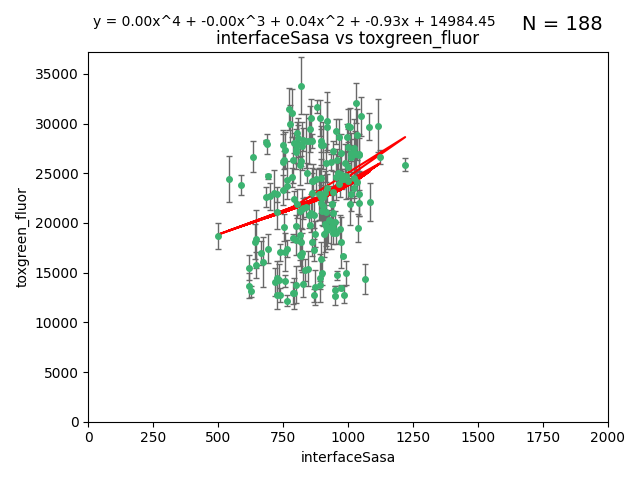 y = 0.00x^4 + -0.00x^3 + 0.04x^2 + -0.93x + 14984.45
N = 188
interfaceSasa vs toxgreen_fluor
35000
30000
25000
20000
15000
10000
5000
0
toxgreen_fluor
0 250 500 750 1000 1250 1500 1750 2000
interfaceSasa